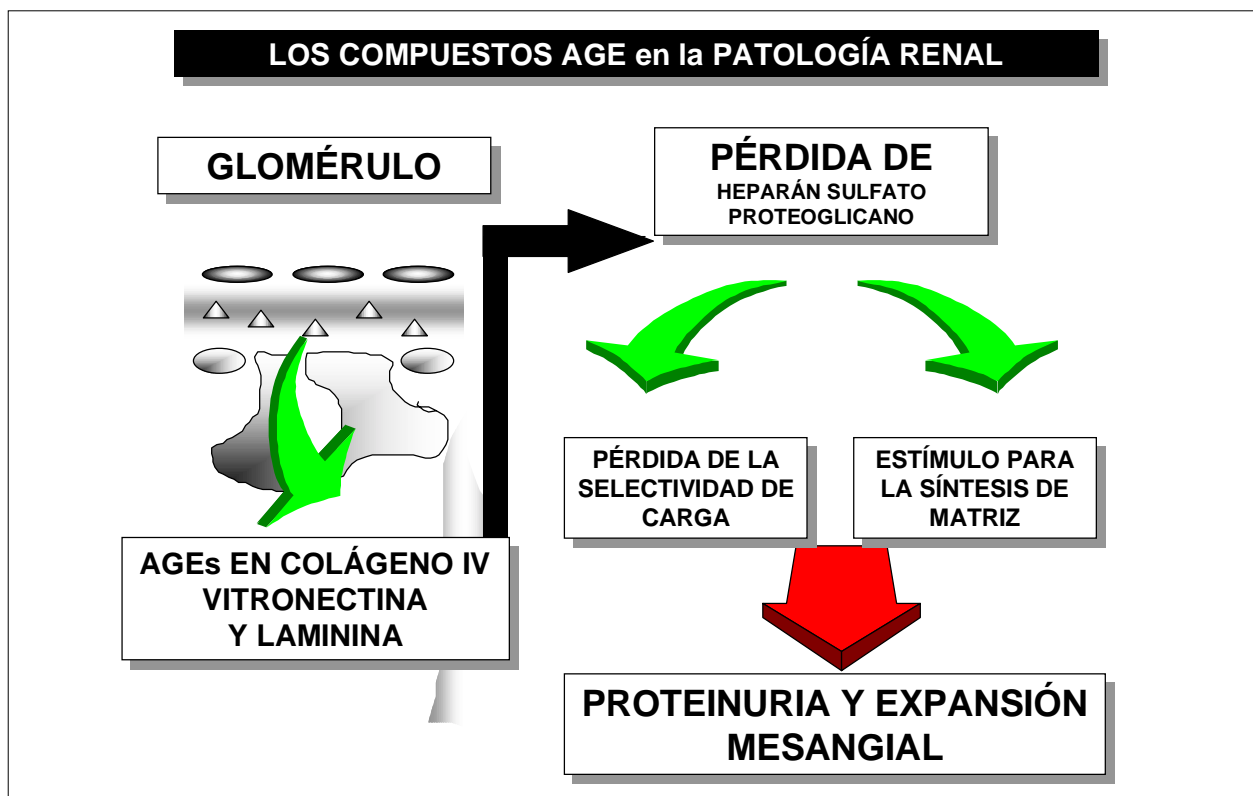 LOS COMPUESTOS AGE en la PATOLOGÍA RENAL
GLOMÉRULO
PÉRDIDA DE
HEPARÁN SULFATO
PROTEOGLICANO
PÉRDIDA DE LA
SELECTIVIDAD DE
CARGA
ESTÍMULO PARA
LA SÍNTESIS DE
MATRIZ
AGEs EN COLÁGENO IV
VITRONECTINA
Y LAMININA
PROTEINURIA Y EXPANSIÓN
MESANGIAL